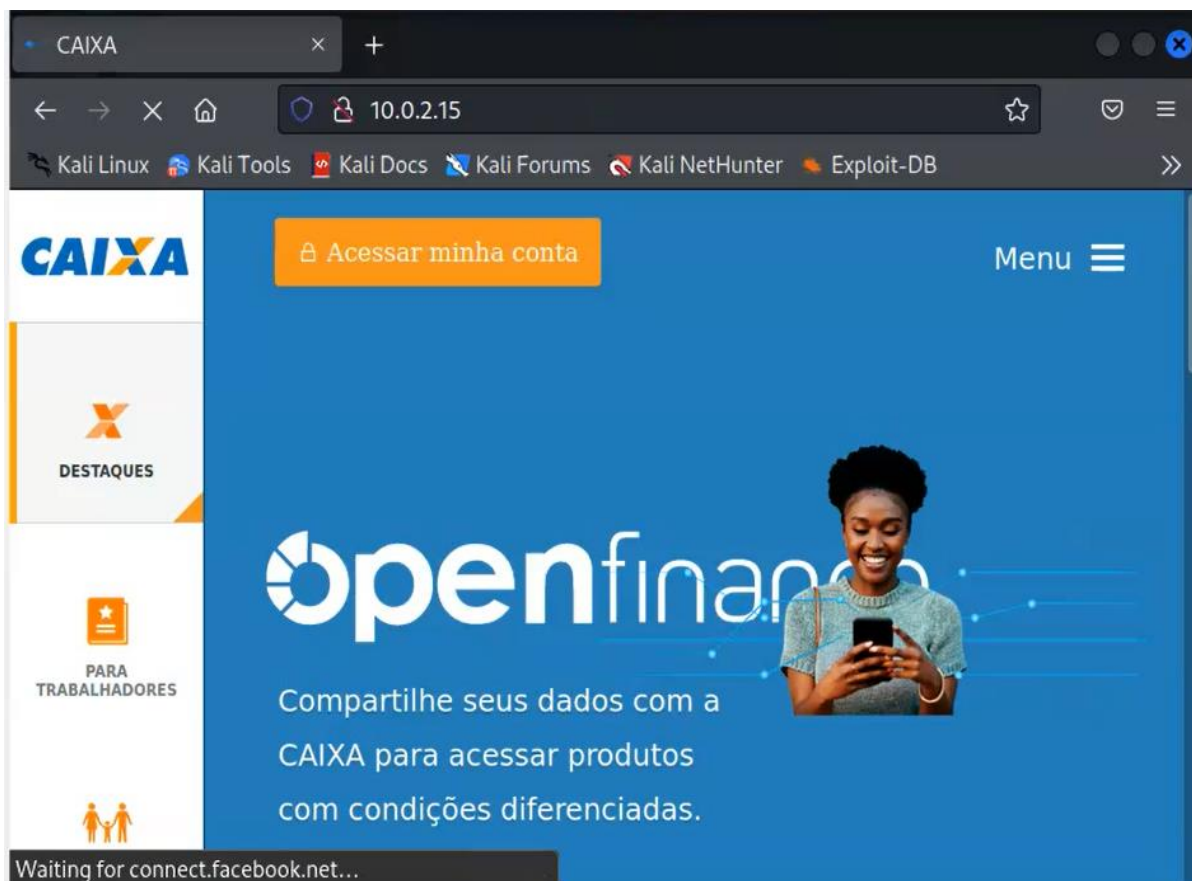 CAIXA
10.0.2.15
Kali Linux Kali Tools Kali Docs Kali Forums Kali NetHunter Exploit-DB
CAIXA
Acessar minha conta
Menu
DESTAQUES
openfinance
PARA
TRABALHADORES
Compartilhe seus dados com a
CAIXA para acessar produtos
com condições diferenciadas.
Waiting for connect.facebook.net...